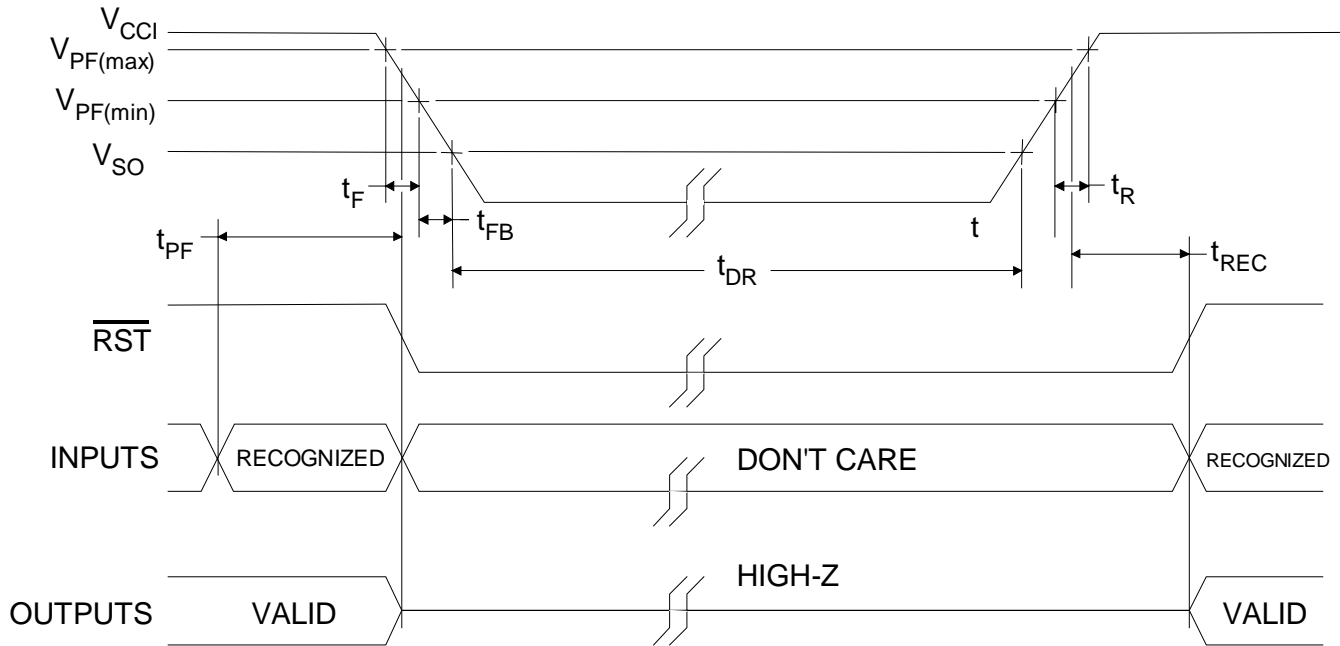 VCCI
VPF(max)
VPF(min)
VSO
tF
tR
tFB
t
tPF
tDR
tREC
RST
INPUTS
RECOGNIZED
DON'T CARE
RECOGNIZED
HIGH-Z
OUTPUTS
VALID
VALID